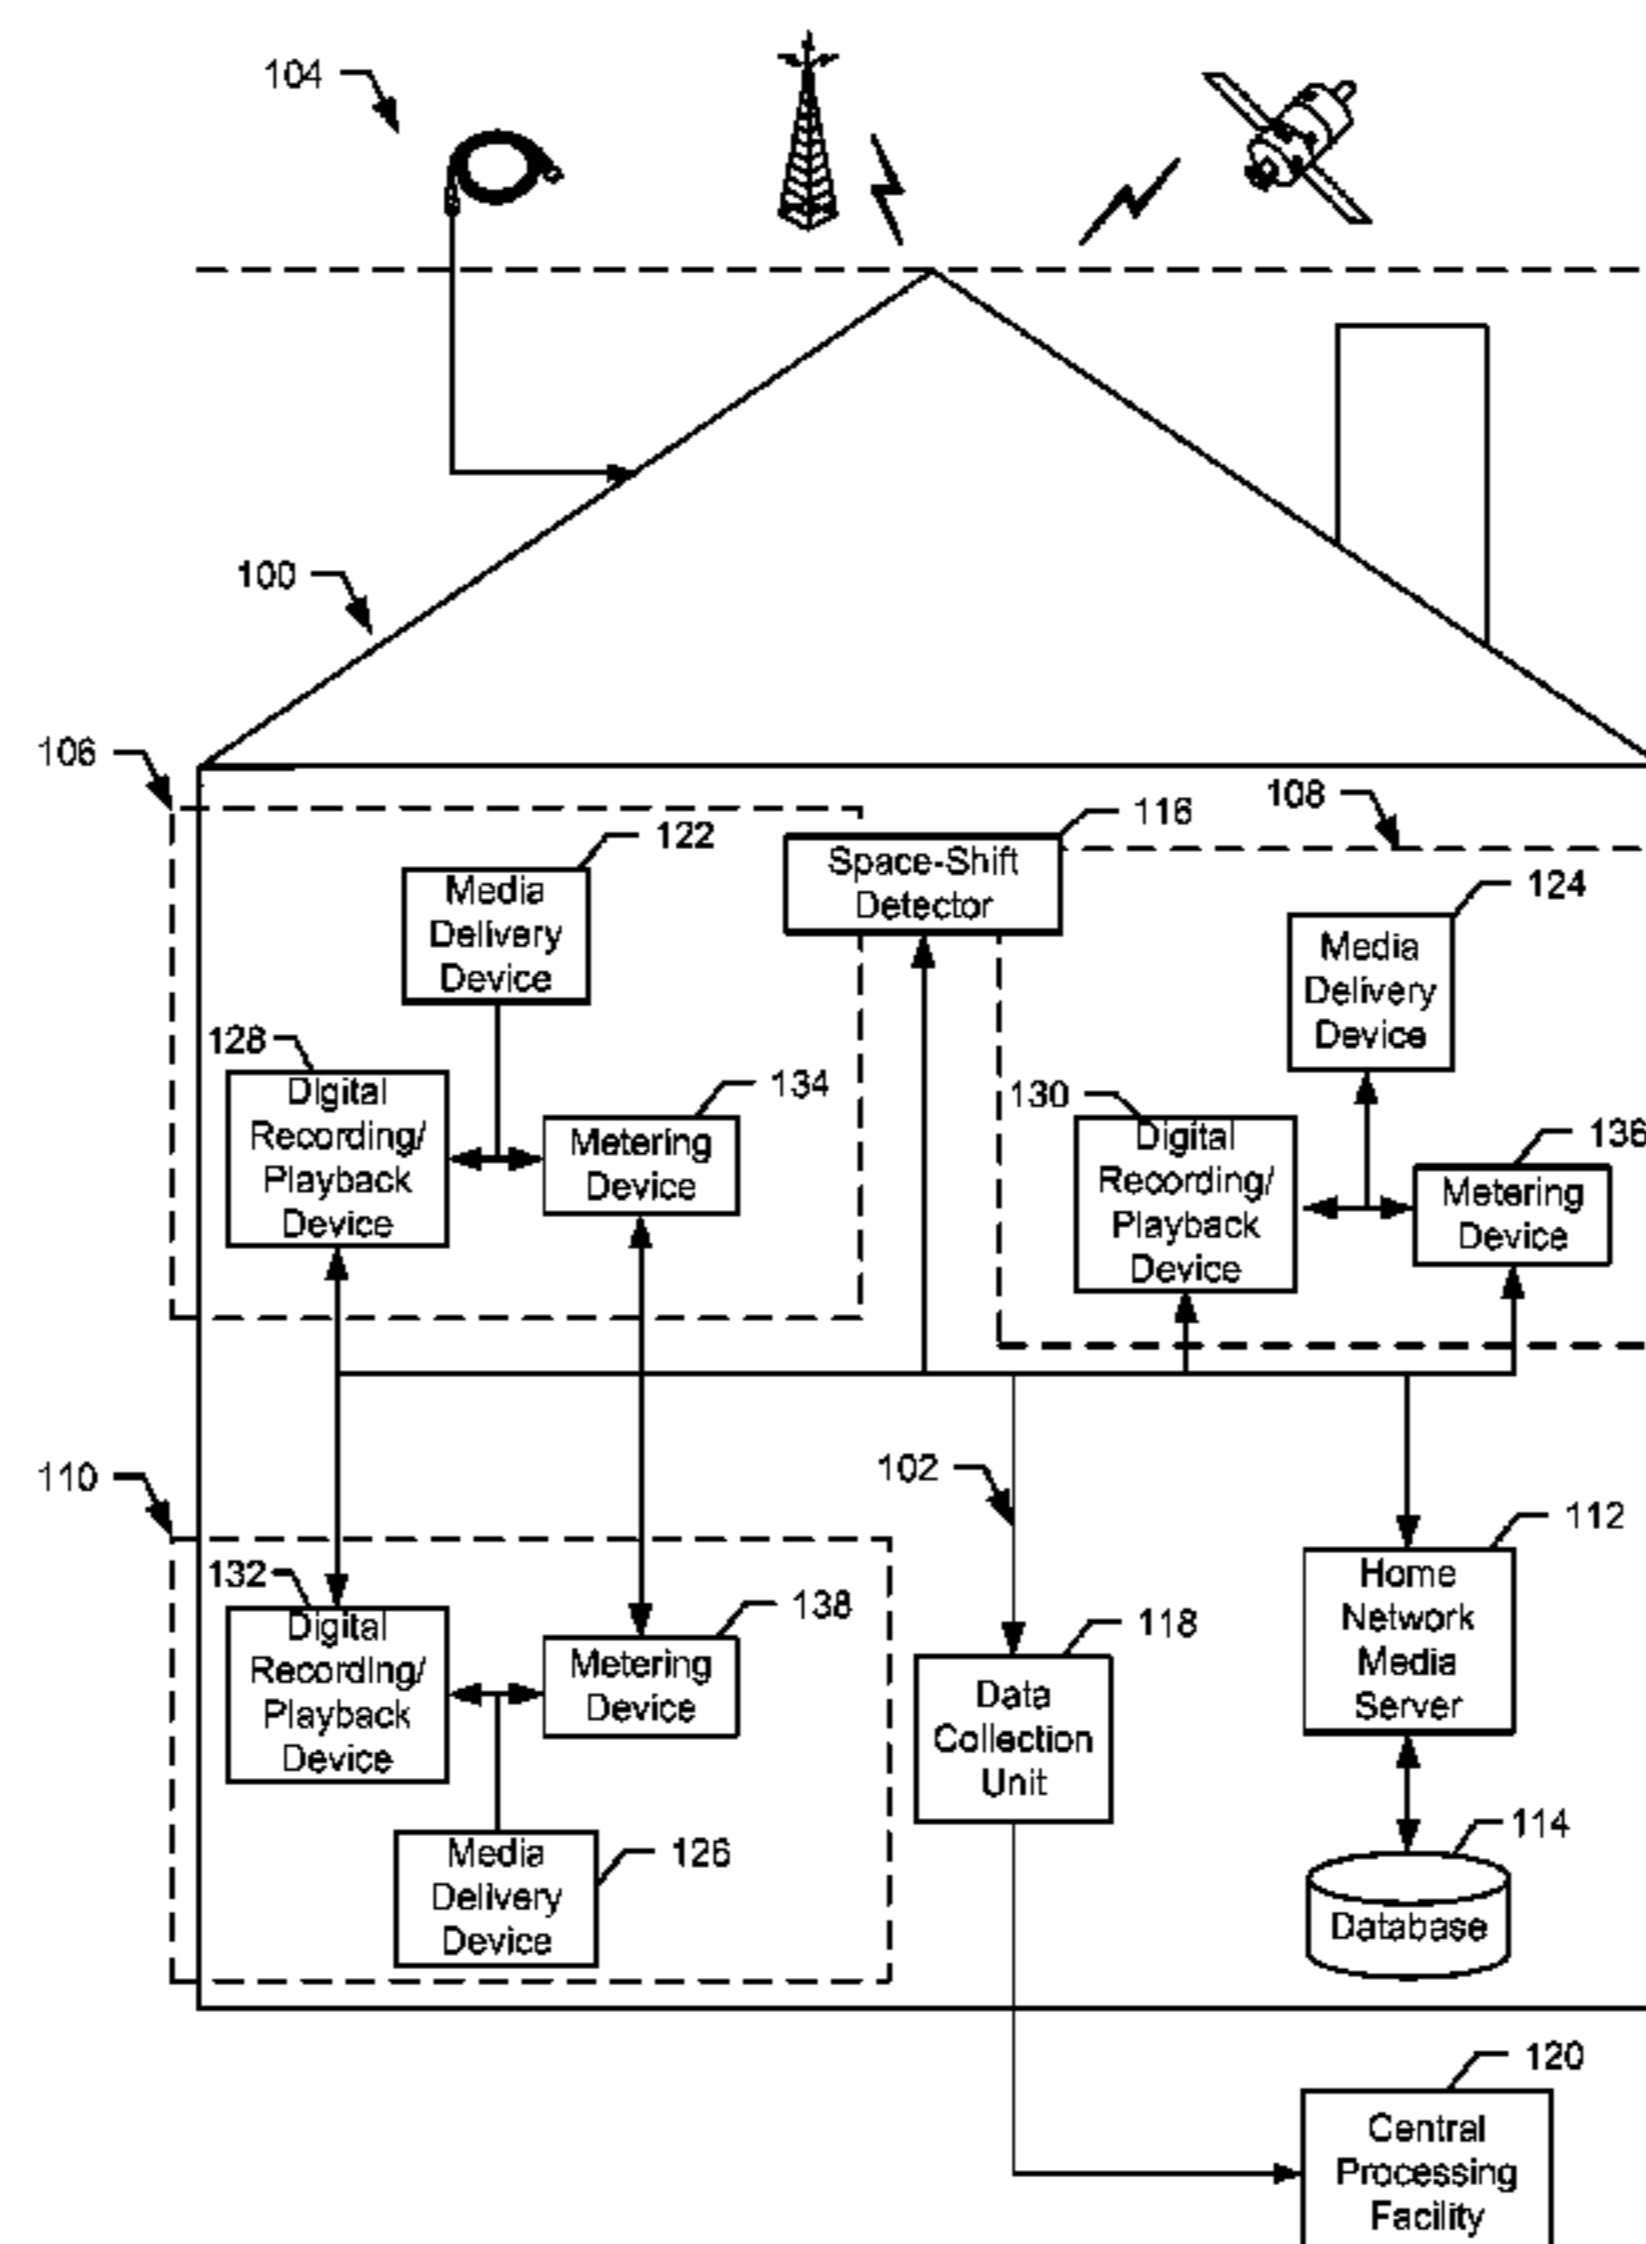 104
100
106
108
116
Space-Shift
Detector
122
Media
Delivery
Device
124
Media
Delivery
Device
128
Digital
Recording/
Playback
Device
134
Metering
Device
130
Digital
Recording/
Playback
Device
136
Metering
Device
110
102
112
Home
Network
Media
Server
132
Digital
Recording/
Playback
Device
138
Metering
Device
118
Data
Collection
Unit
126
Media
Delivery
Device
114
Database
120
Central
Processing
Facility